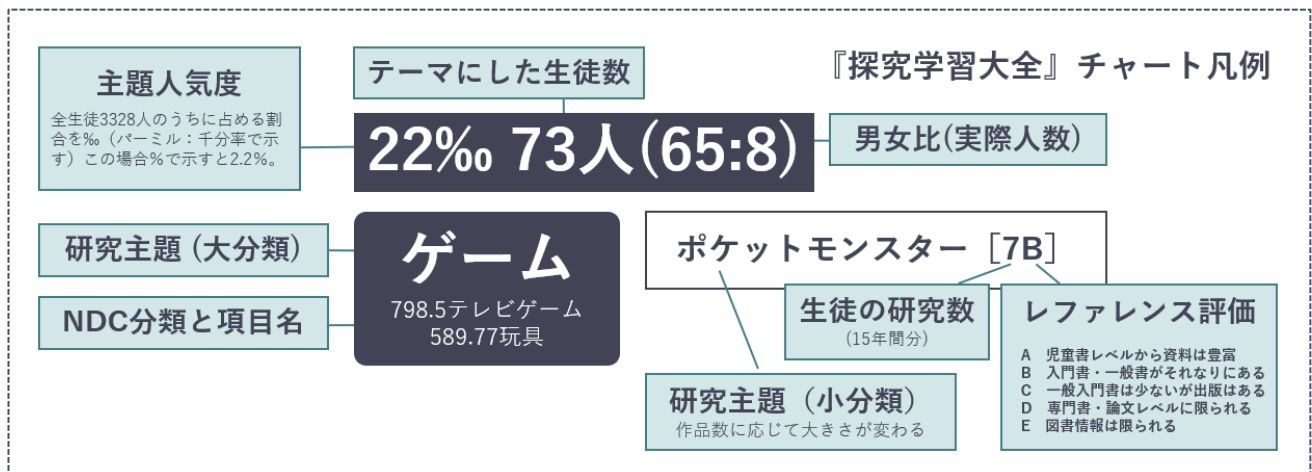 『探究学習大全』チャート凡例
主題人気度
全生徒3328人のうちに占める割
合を‰（パーミル：千分率で示
す）この場合%で示すと2.2%。
テーマにした生徒数
22‰ 73人(65:8)
男女比(実際人数)
研究主題 (大分類)
NDC分類と項目名
ゲーム
798.5テレビゲーム
589.77玩具
ポケットモンスター［7B］
生徒の研究数
(15年間分)
研究主題（小分類）
作品数に応じて大きさが変わる
レファレンス評価
A 児童書レベルから資料は豊富
B 入門書・一般書がそれなりにある
C 一般入門書は少ないが出版はある
D 専門書・論文レベルに限られる
E 図書情報は限られる